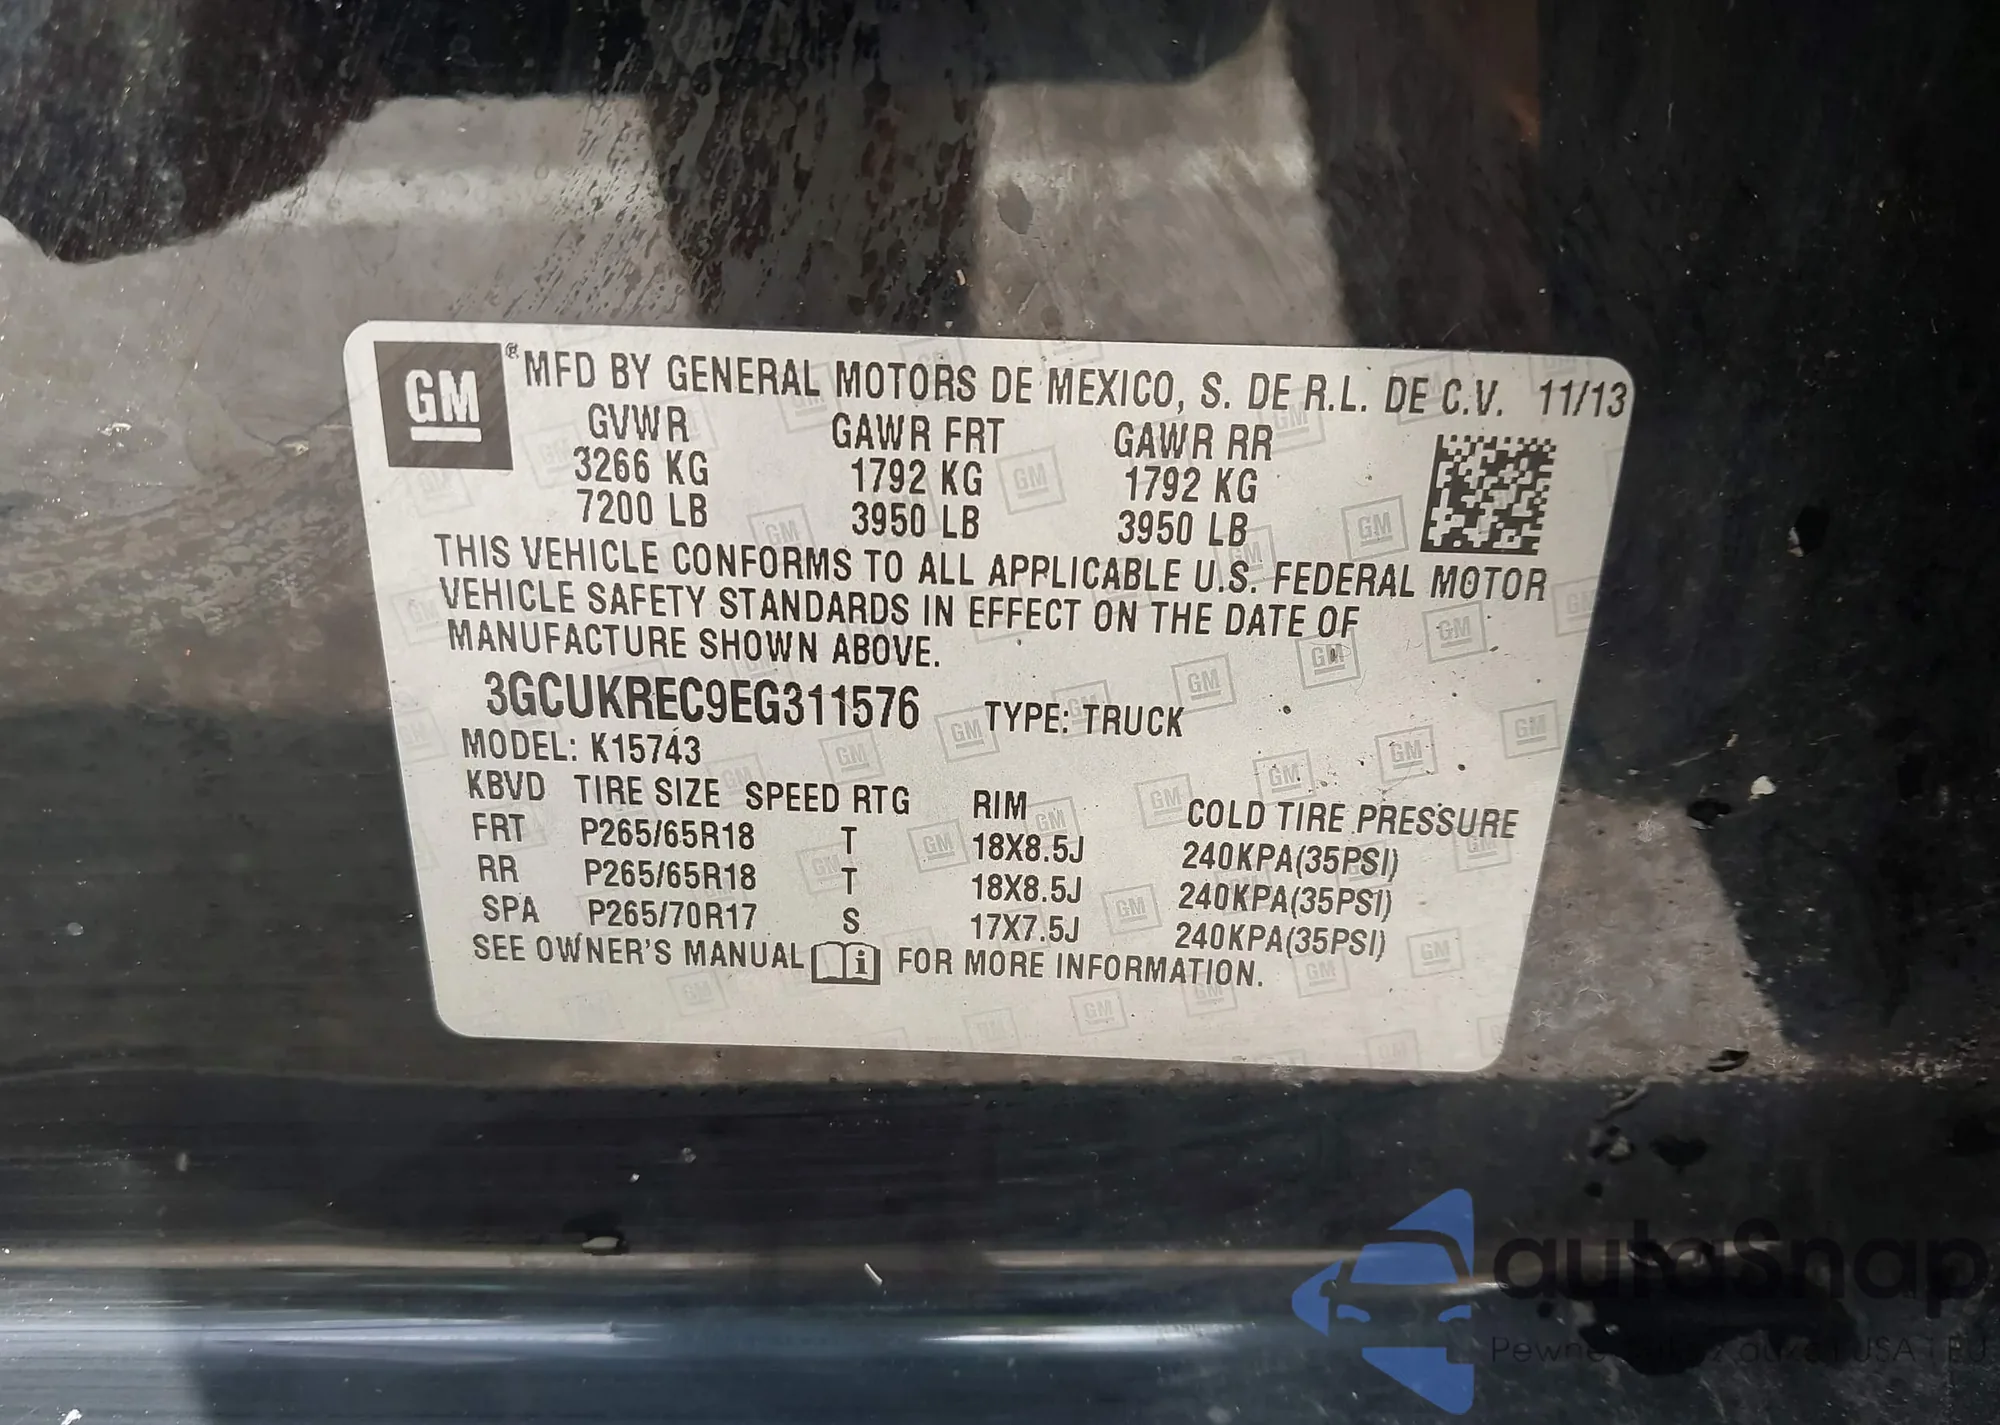 GM ® MFD BY GENERAL MOTORS DE MEXICO, S. DE R.L. DE C.V. 11/13
GVWR GAWR FRT GAWR RR
3266 KG 1792 KG 1792 KG
7200 LB 3950 LB 3950 LB
THIS VEHICLE CONFORMS TO ALL APPLICABLE U.S. FEDERAL MOTOR
VEHICLE SAFETY STANDARDS IN EFFECT ON THE DATE OF
MANUFACTURE SHOWN ABOVE.
3GCUKREC9EG311576 TYPE: TRUCK
MODEL: K15743
KBVD TIRE SIZE SPEED RTG RIM COLD TIRE PRESSURE
FRT P265/65R18 T 18X8.5J 240KPA(35PSI)
RR P265/65R18 T 18X8.5J 240KPA(35PSI)
SPA P265/70R17 S 17X7.5J 240KPA(35PSI)
SEE OWNER'S MANUAL i FOR MORE INFORMATION.
autoSnap
USA i EU